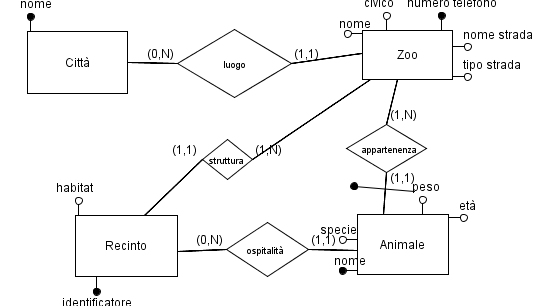 nome
civico
numero telefono
nome
nome strada
Città
(0,N)
luogo
(1,1)
Zoo
tipo strada
(1,N)
(1,1)
struttura
(1,N)
appartenenza
(1,1)
habitat
peso
età
specie
Recinto
(0,N)
ospitalità
(1,1)
Animale
nome
identificatore